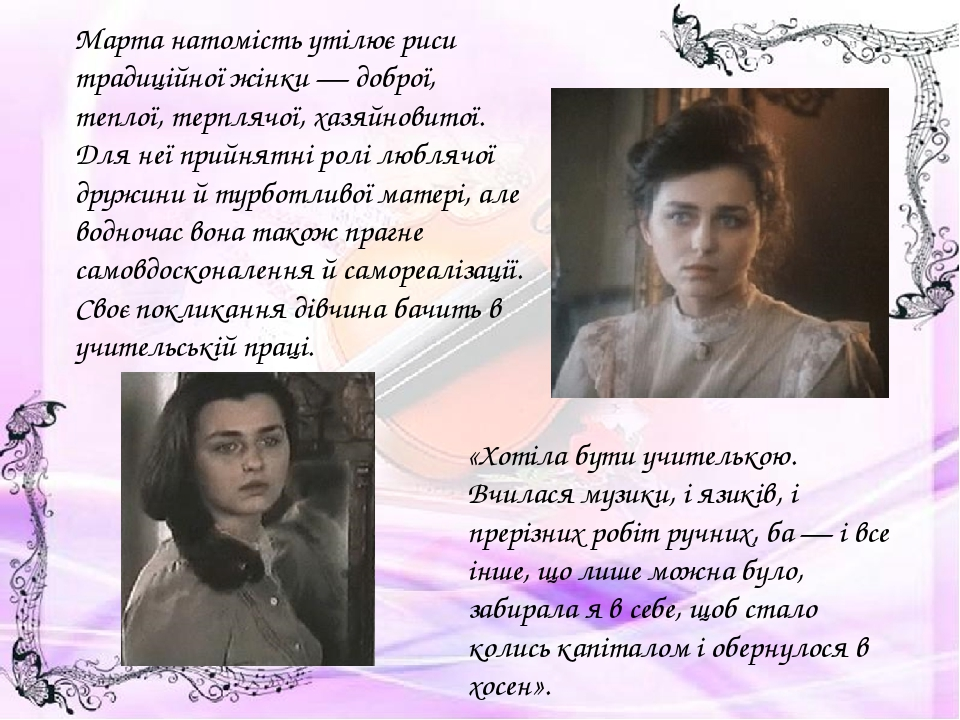 Марта натомість утілює риси
традиційної жінки — доброї,
теплої, терплячої, хазяйновитої.
Для неї прийнятні ролі люблячої
дружини й турботливої матері, але
водночас вона також прагне
самовдосконалення й самореалізації.
Своє покликання дівчина бачить в
учительській праці.
«Хотіла бути учителькою.
Вчилася музики, і язиків, і
прерізних робіт ручних, ба — і все
інше, що лише можна було,
забирала я в себе, щоб стало
колись капіталом і обернулося в
хосен».